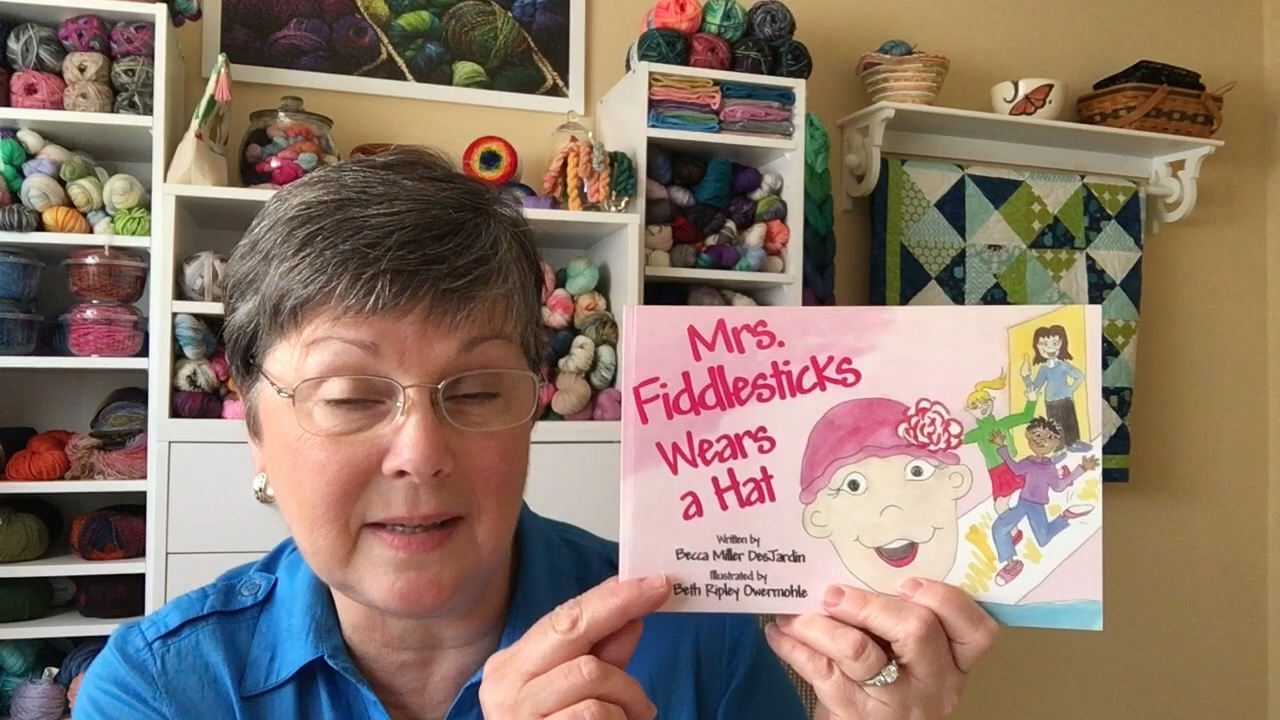 Mrs.
Fiddlesticks
Wears
a Hat
Written by
Becca Miller DesJardin
Illustrated by
Beth Ripley Owermohle